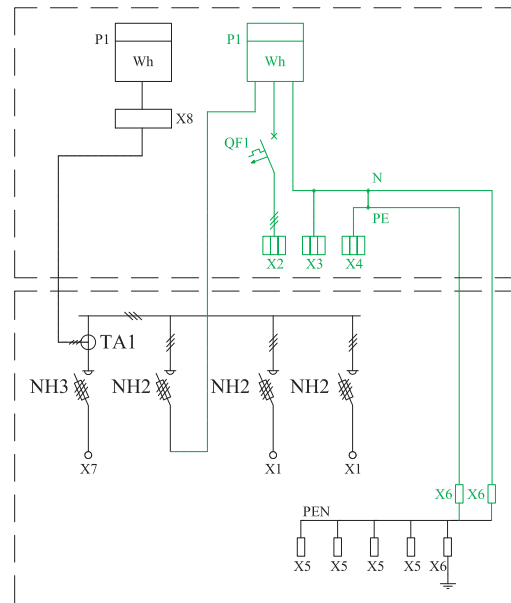 P1 P1
Wh Wh
X8
QF1
N
PE
X2 X3 X4
TA1
NH3 NH2 NH2 NH2
X7 X1 X1
X6 X6
PEN
X5 X5 X5 X5 X6